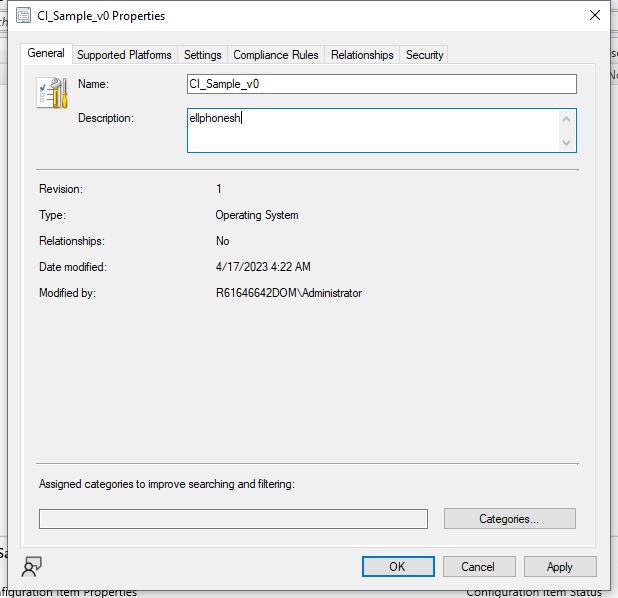 CI_Sample_v0 Properties
General Supported Platforms Settings Compliance Rules Relationships Security
Name: CI_Sample_v0
Description: ellphonesh
Revision: 1
Type: Operating System
Relationships: No
Date modified: 4/17/2023 4:22 AM
Modified by: R61646642DOM\Administrator
Assigned categories to improve searching and filtering:
Categories...
OK Cancel Apply
figuration Item Properties Configuration Item Status